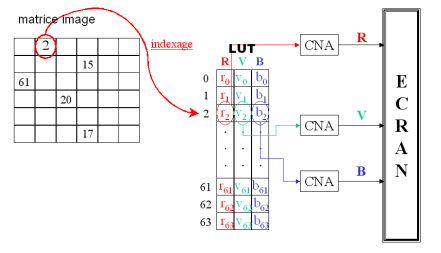 matrice image
indexage
LUT
R V B
2
15
61
20
17
0 r0 v0 b0
1 r1 v1 b1
2 r2 v2 b2
. . .
. . .
. . .
61 r61 v61 b61
62 r62 v62 b62
63 r63 v63 b63
CNA R
CNA V
CNA B
ECRAN